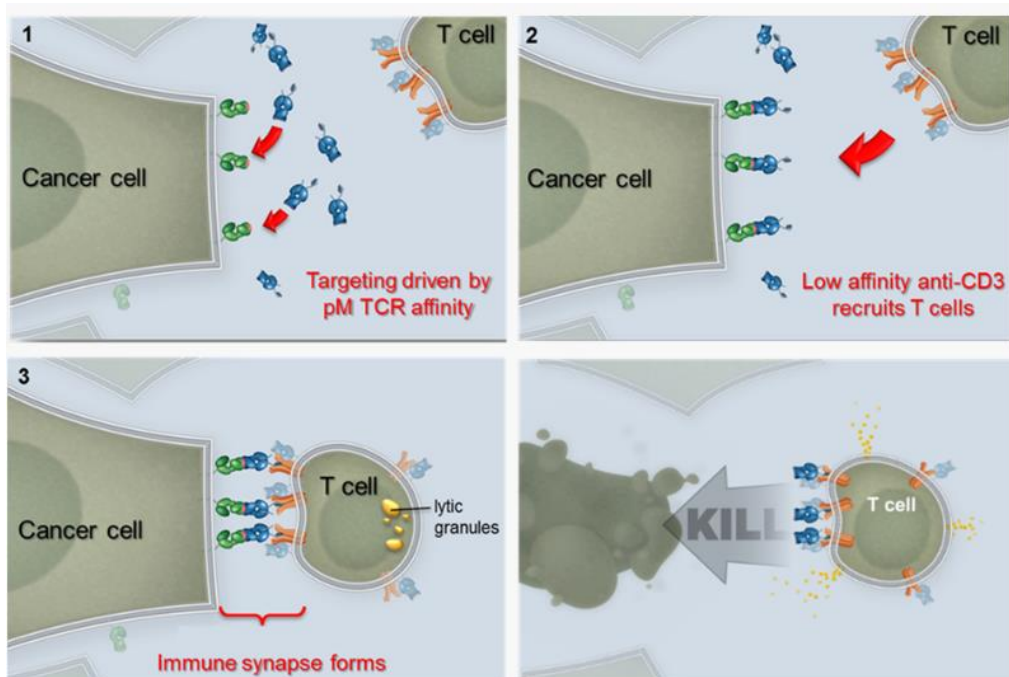 1
T cell
Cancer cell
Targeting driven by
pM TCR affinity
2
T cell
Cancer cell
Low affinity anti-CD3
recruits T cells
3
T cell
Cancer cell
lytic
granules
Immune synapse forms
T cell
KILL